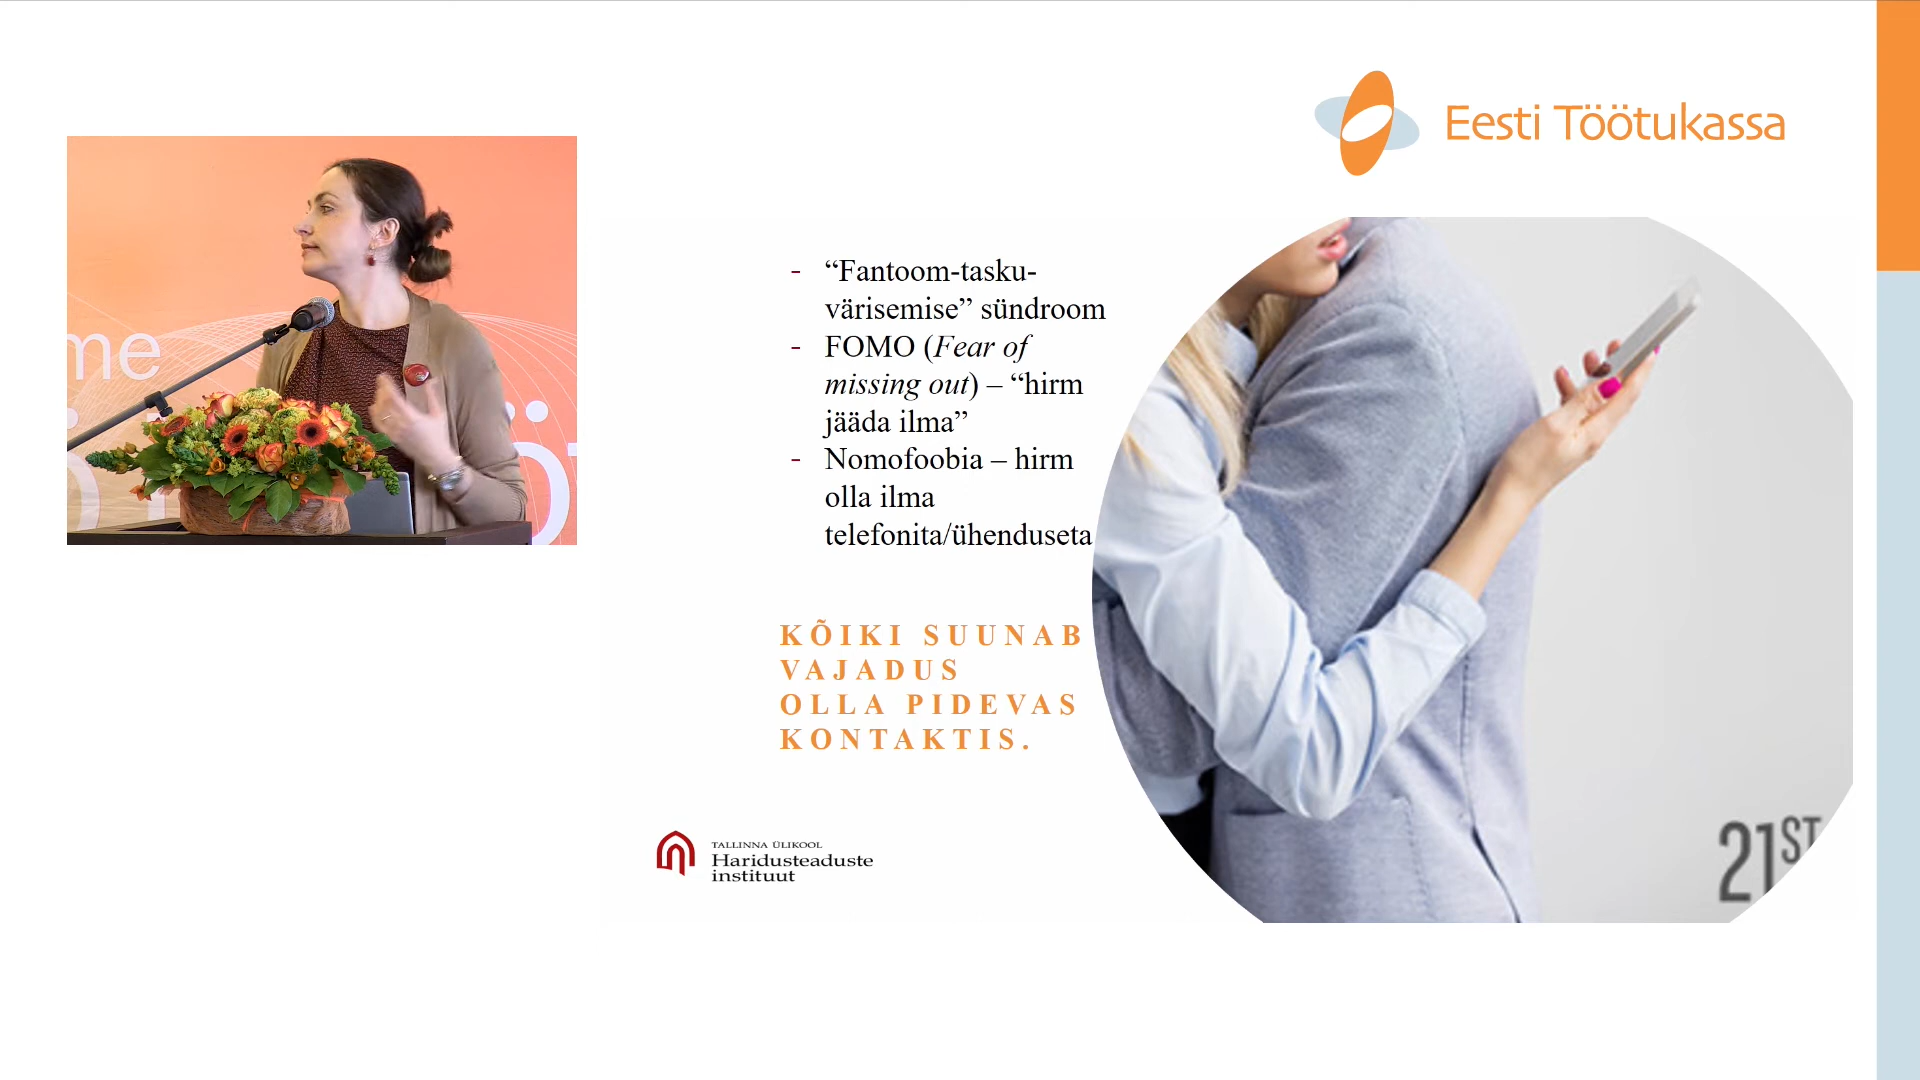 Eesti Töötukassa
me
- “Fantoom-tasku-
värisemise” sündroom
- FOMO (Fear of
missing out) – “hirm
jääda ilma”
- Nomofoobia – hirm
olla ilma
telefonita/ühenduseta
KÕIKI SUUNAB
VAJADUS
OLLA PIDEVAS
KONTAKTIS.
TALLINNA ÜLIKOOL
Haridusteaduste
instituut
21ST